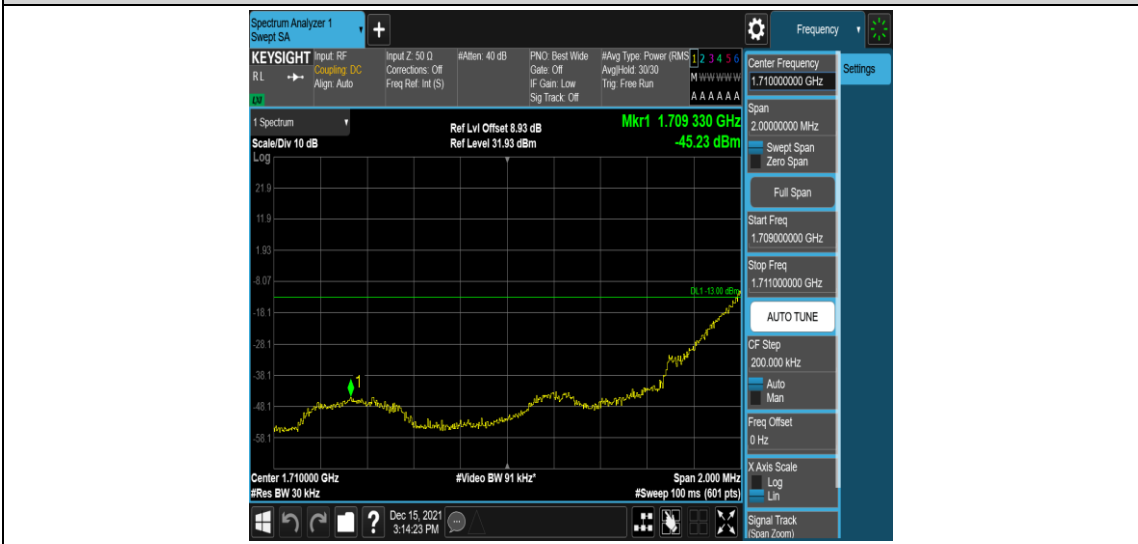 Spectrum Analyzer 1
Swept SA
+
Frequency
KEYSIGHT
RL
LXI
Input: RF
Coupling: DC
Align: Auto
Input Z: 50 Ω
Corrections: Off
Freq Ref: Int (S)
#Atten: 40 dB
PNO: Best Wide
Gate: Off
IF Gain: Low
Sig Track: Off
#Avg Type: Power (RMS
Avg|Hold: 30/30
Trig: Free Run
1 2 3 4 5 6
M W W W W W
A A A A A A
Center Frequency
1.710000000 GHz
Settings
Span
2.00000000 MHz
Swept Span
Zero Span
Full Span
Start Freq
1.709000000 GHz
Stop Freq
1.711000000 GHz
AUTO TUNE
CF Step
200.000 kHz
Auto
Man
Freq Offset
0 Hz
X Axis Scale
Log
Lin
Signal Track
(Span Zoom)
1 Spectrum
Scale/Div 10 dB
Log
Ref Lvl Offset 8.93 dB
Ref Level 31.93 dBm
Mkr1 1.709 330 GHz
-45.23 dBm
21.9
11.9
1.93
-8.07
DL1 -13.00 dBm
-18.1
-28.1
-38.1
1
-48.1
-58.1
Center 1.710000 GHz
#Video BW 91 kHz*
Span 2.000 MHz
#Res BW 30 kHz
#Sweep 100 ms (601 pts)
?
Dec 15, 2021
3:14:23 PM